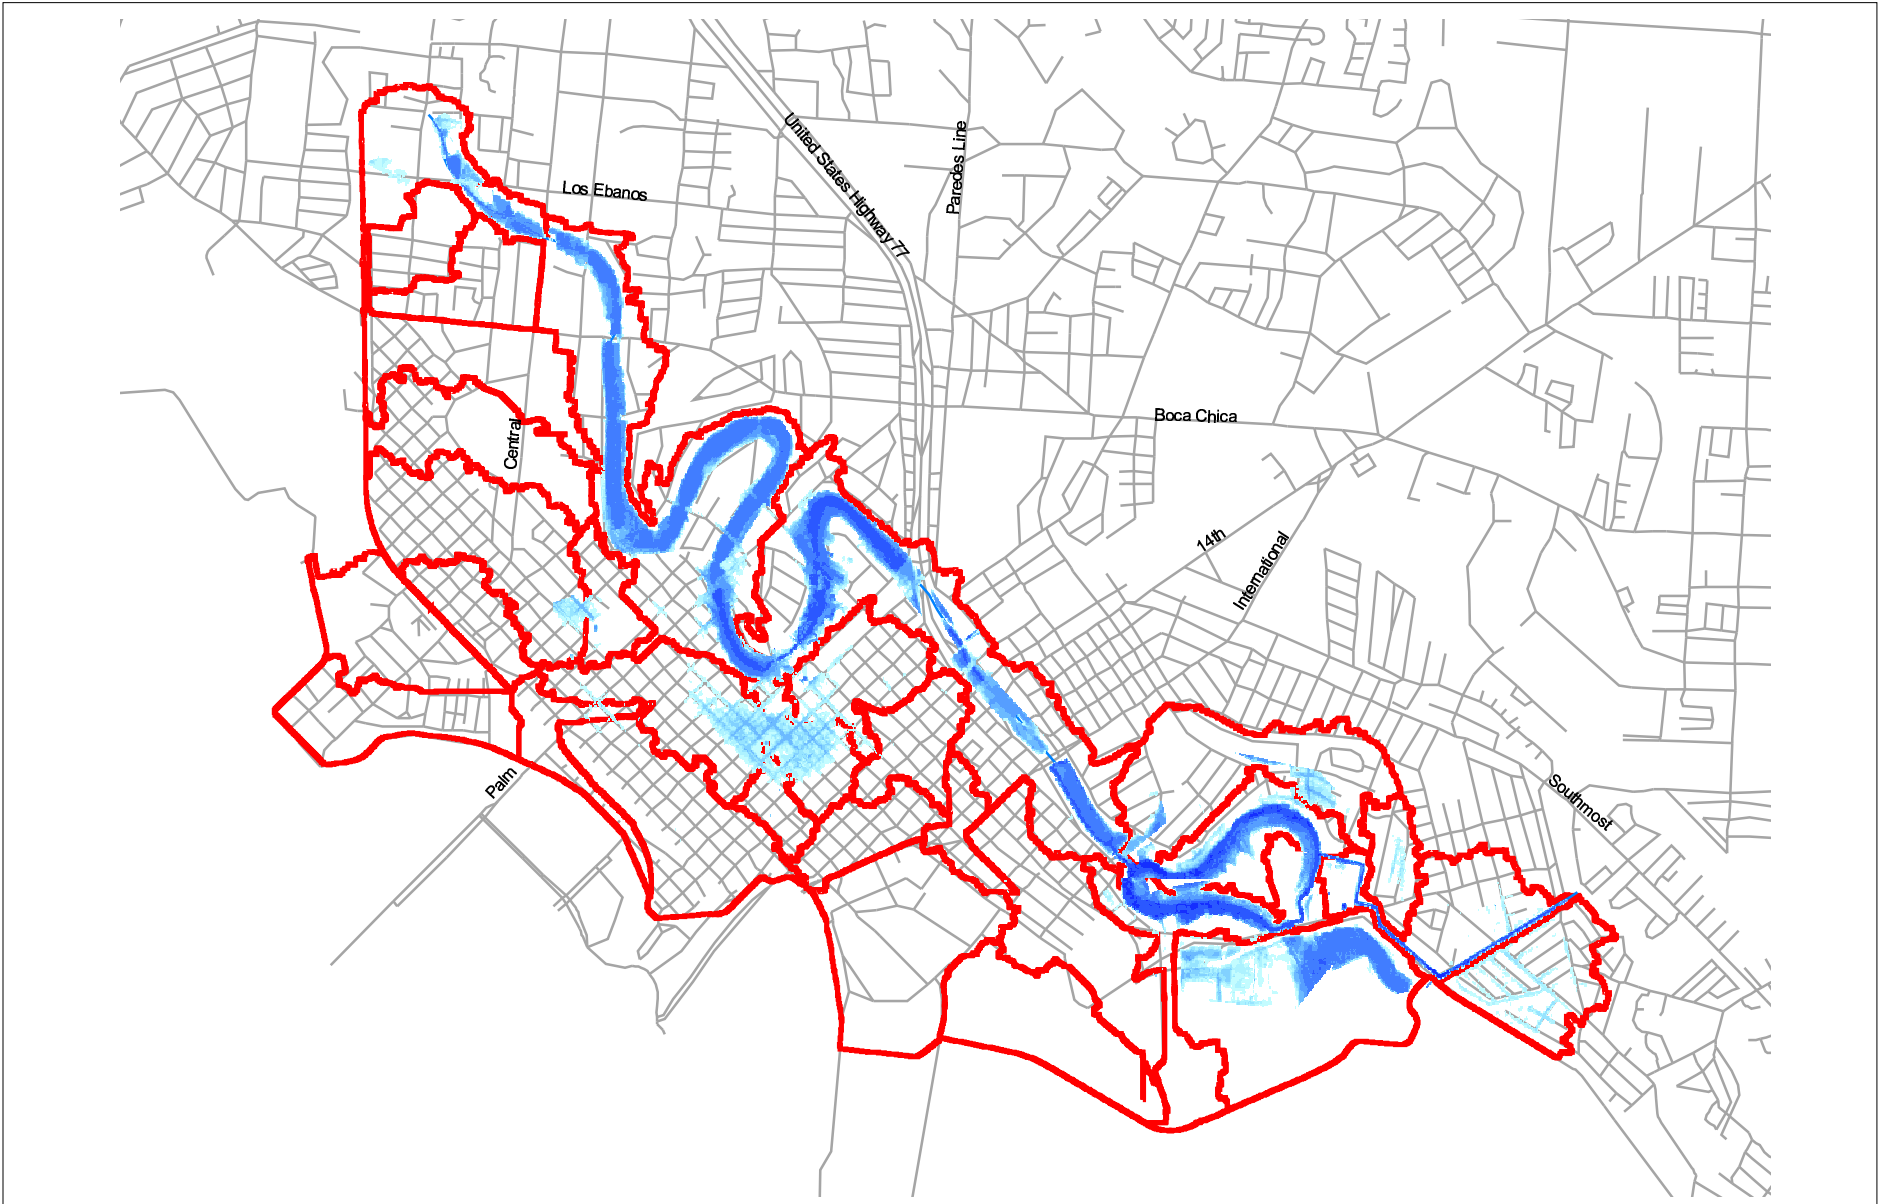 United States Highway 77
Paredes Line
Los Ebanos
Boca Chica
Central
14th
International
Palm
Southmost